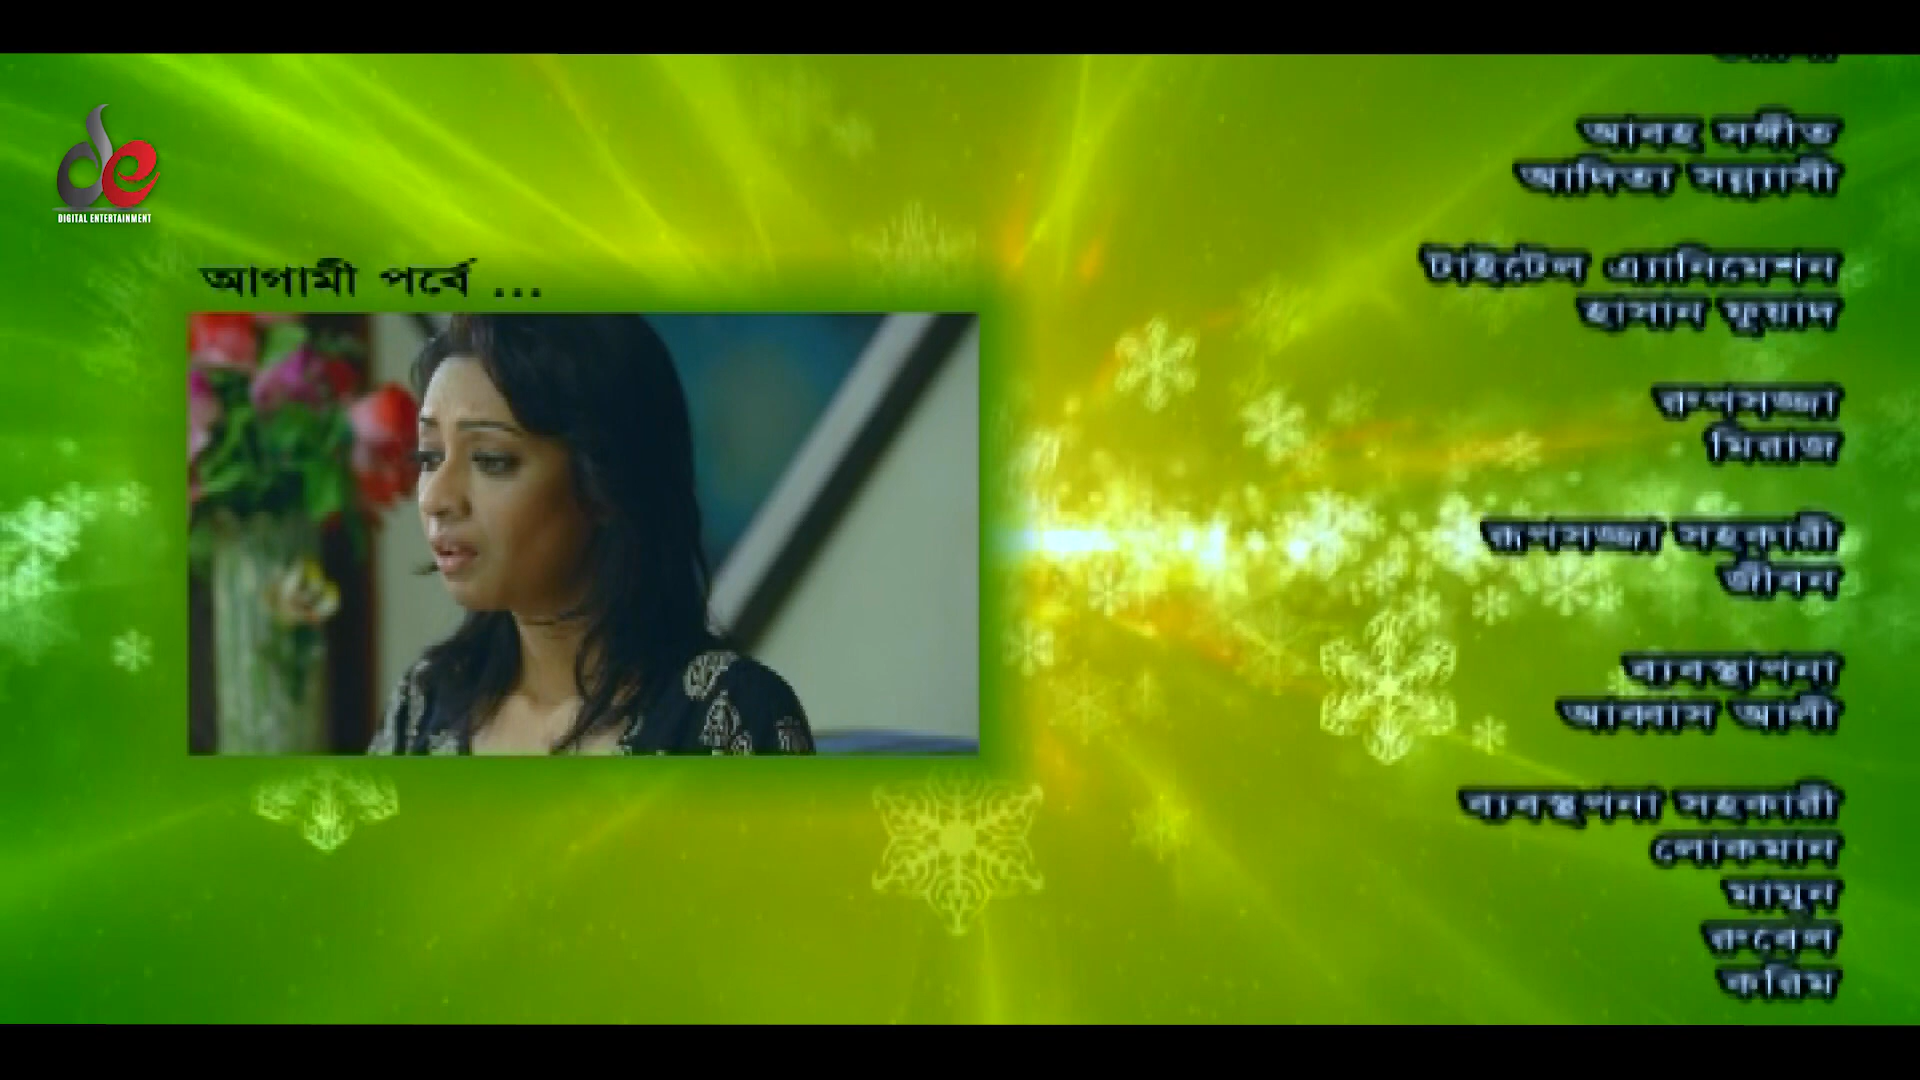 DIGITAL ENTERTAINMENT
আগামী পর্বে ...
আবহ সঙ্গীত
আদিত্য সন্ন্যাসী
টাইটেল এ্যানিমেশন
হাসান ফুয়াদ
রুপসজ্জা
মিরাজ
রূপসজ্জা সহকারী
জীবন
ব্যবস্থাপনা
আব্বাস আলী
ব্যবস্থপনা সহকারী
লোকমান
মামুন
রুবেল
করিম